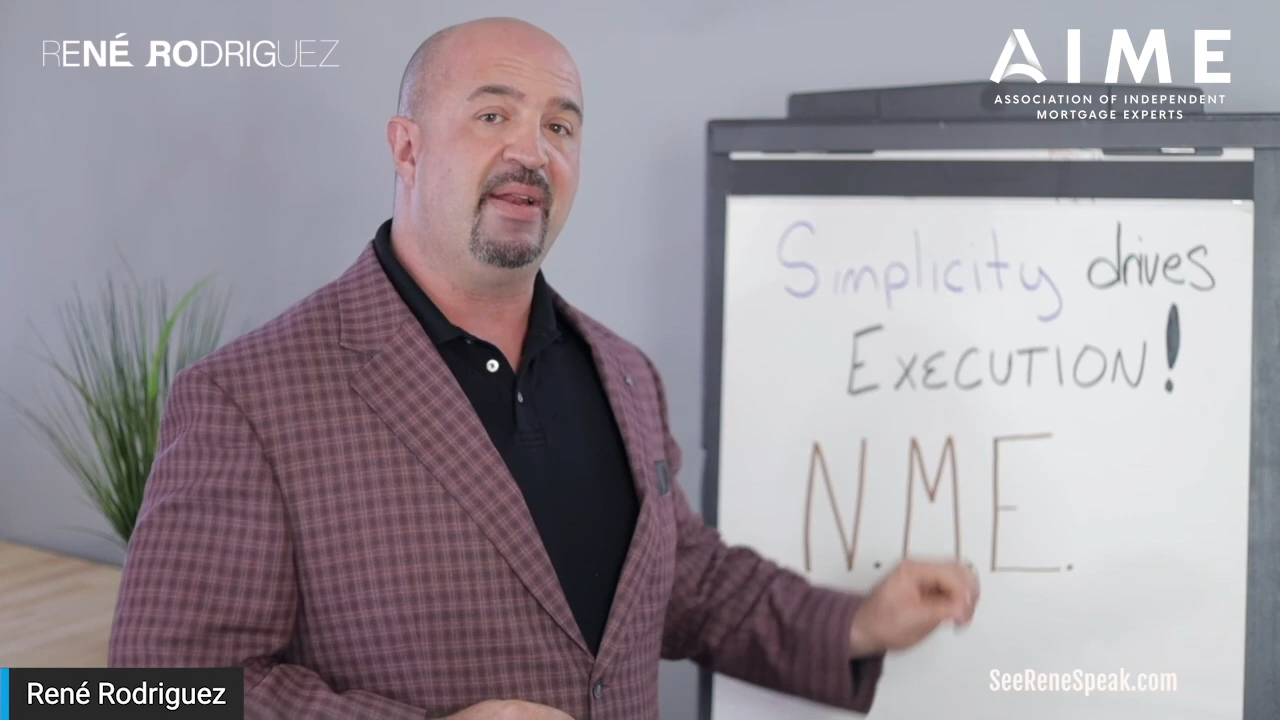 RENÉ RODRIGUEZ
AIME
ASSOCIATION OF INDEPENDENT
MORTGAGE EXPERTS
Simplicity drives
EXECUTION!
N.M.E.
SeeReneSpeak.com
René Rodriguez